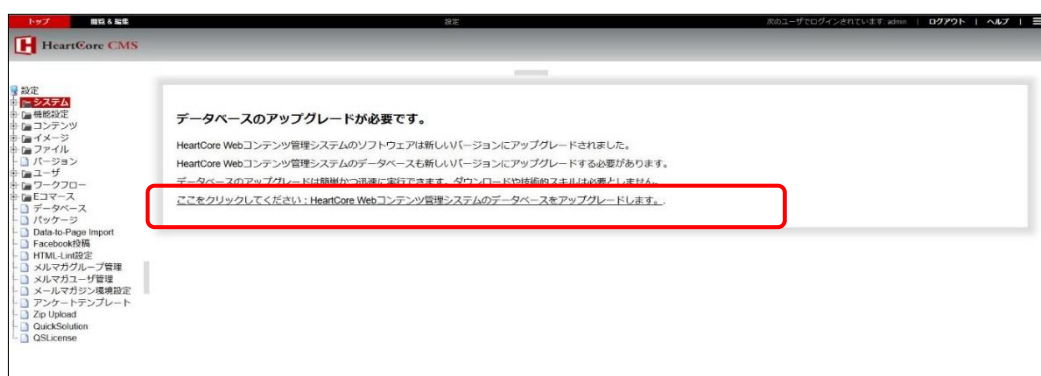 トップ 閲覧 & 編集 設定 次のユーザでログインされています: admin | ログアウト | ヘルプ |
HeartCore CMS
設定
システム
機能設定
コンテンツ
イメージ
ファイル
バージョン
ユーザ
ワークフロー
Eコマース
データベース
パッケージ
Data-to-Page Import
Facebook投稿
HTML-Lint設定
メルマガグループ管理
メルマガユーザ管理
メールマガジン環境設定
アンケートテンプレート
Zip Upload
QuickSolution
QSLicense
データベースのアップグレードが必要です。
HeartCore Webコンテンツ管理システムのソフトウェアは新しいバージョンにアップグレードされました。
HeartCore Webコンテンツ管理システムのデータベースも新しいバージョンにアップグレードする必要があります。
データベースのアップグレードは簡単かつ迅速に実行できます。ダウンロードや技術的スキルは必要としません。
ここをクリックしてください : HeartCore Webコンテンツ管理システムのデータベースをアップグレードします。.